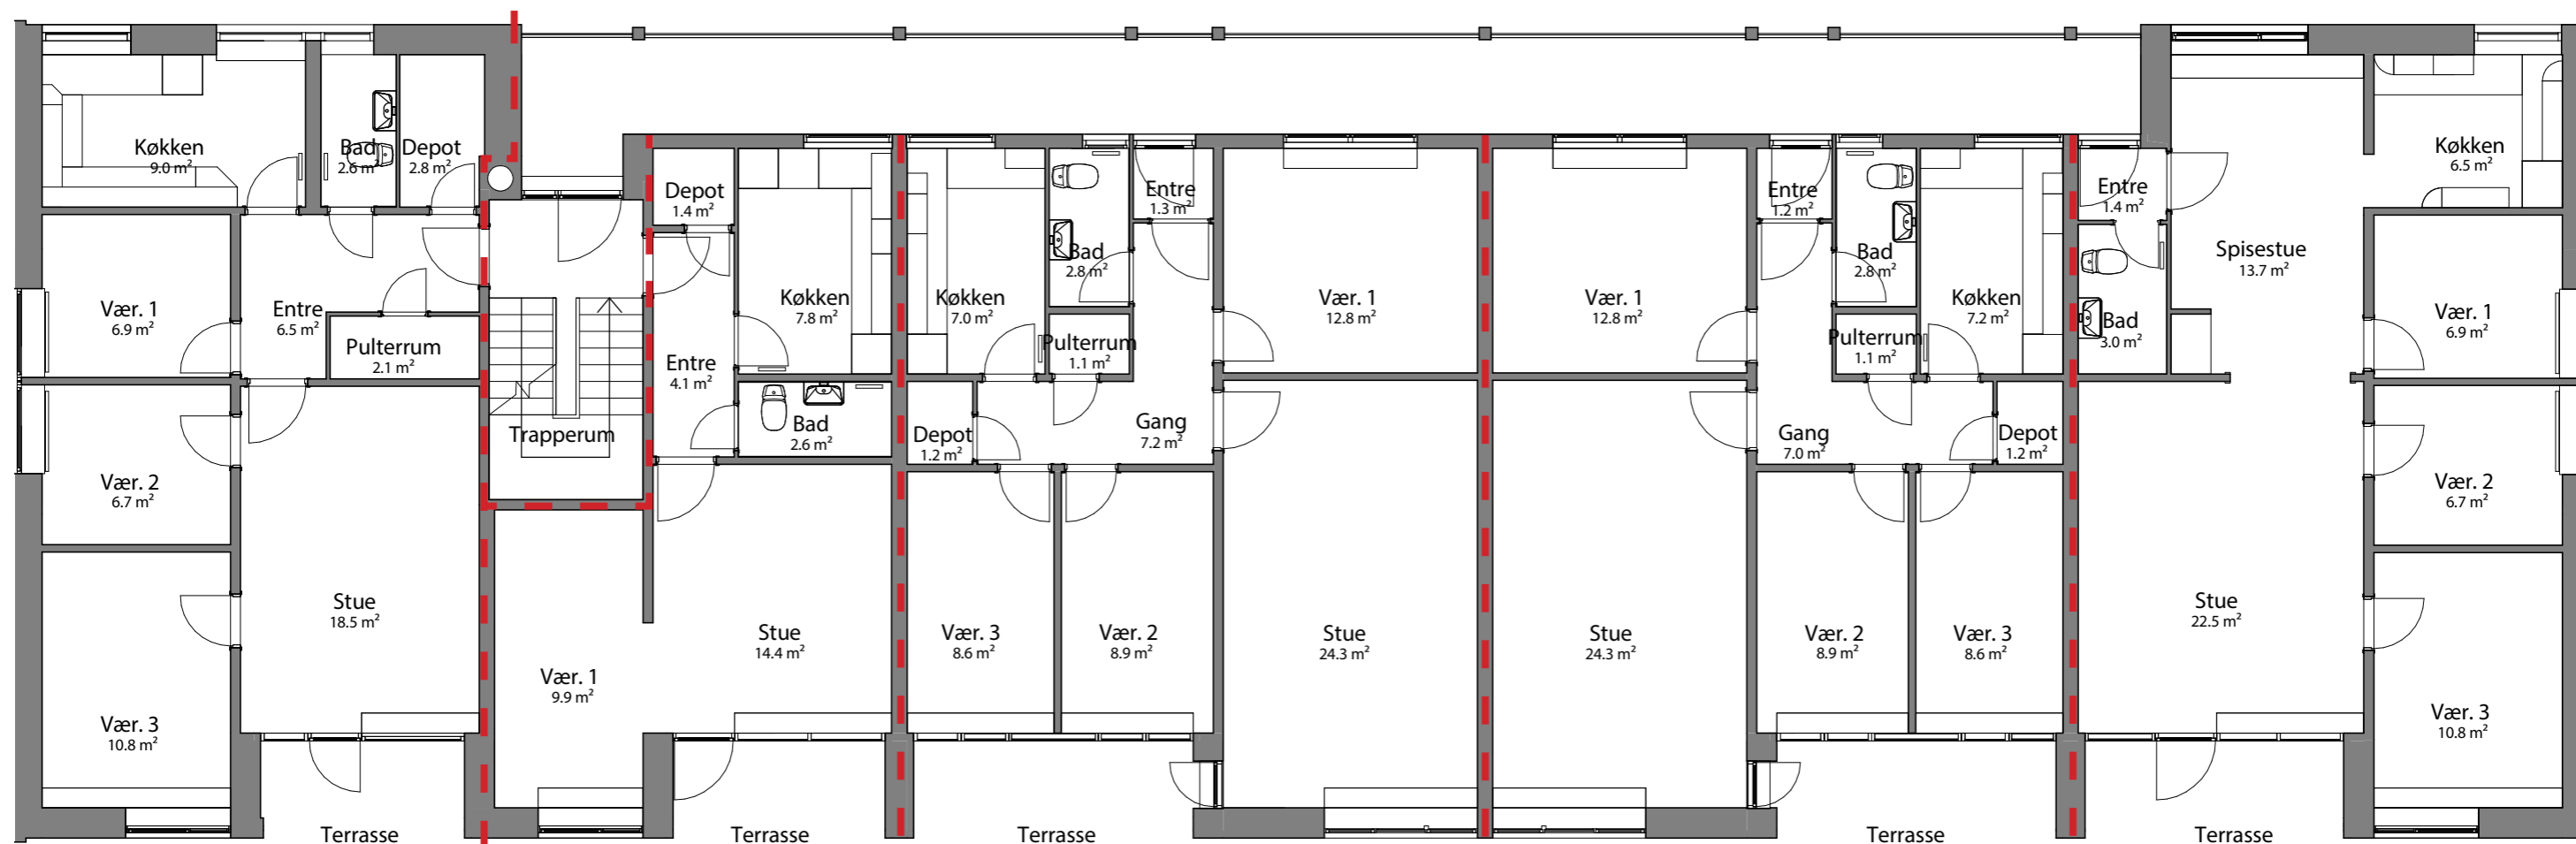 Køkken
9.0 m²
Bad
2.6 m²
Depot
2.8 m²
Vær. 1
6.9 m²
Entre
6.5 m²
Pulterrum
2.1 m²
Vær. 2
6.7 m²
Vær. 3
10.8 m²
Stue
18.5 m²
Terrasse
Trapperum
Depot
1.4 m²
Køkken
7.8 m²
Entre
4.1 m²
Bad
2.6 m²
Vær. 1
9.9 m²
Stue
14.4 m²
Terrasse
Køkken
7.0 m²
Bad
2.8 m²
Entre
1.3 m²
Pulterrum
1.1 m²
Depot
1.2 m²
Gang
7.2 m²
Vær. 1
12.8 m²
Vær. 3
8.6 m²
Vær. 2
8.9 m²
Stue
24.3 m²
Terrasse
Vær. 1
12.8 m²
Entre
1.2 m²
Bad
2.8 m²
Køkken
7.2 m²
Pulterrum
1.1 m²
Gang
7.0 m²
Depot
1.2 m²
Stue
24.3 m²
Vær. 2
8.9 m²
Vær. 3
8.6 m²
Terrasse
Entre
1.4 m²
Bad
3.0 m²
Spisestue
13.7 m²
Køkken
6.5 m²
Vær. 1
6.9 m²
Vær. 2
6.7 m²
Stue
22.5 m²
Vær. 3
10.8 m²
Terrasse